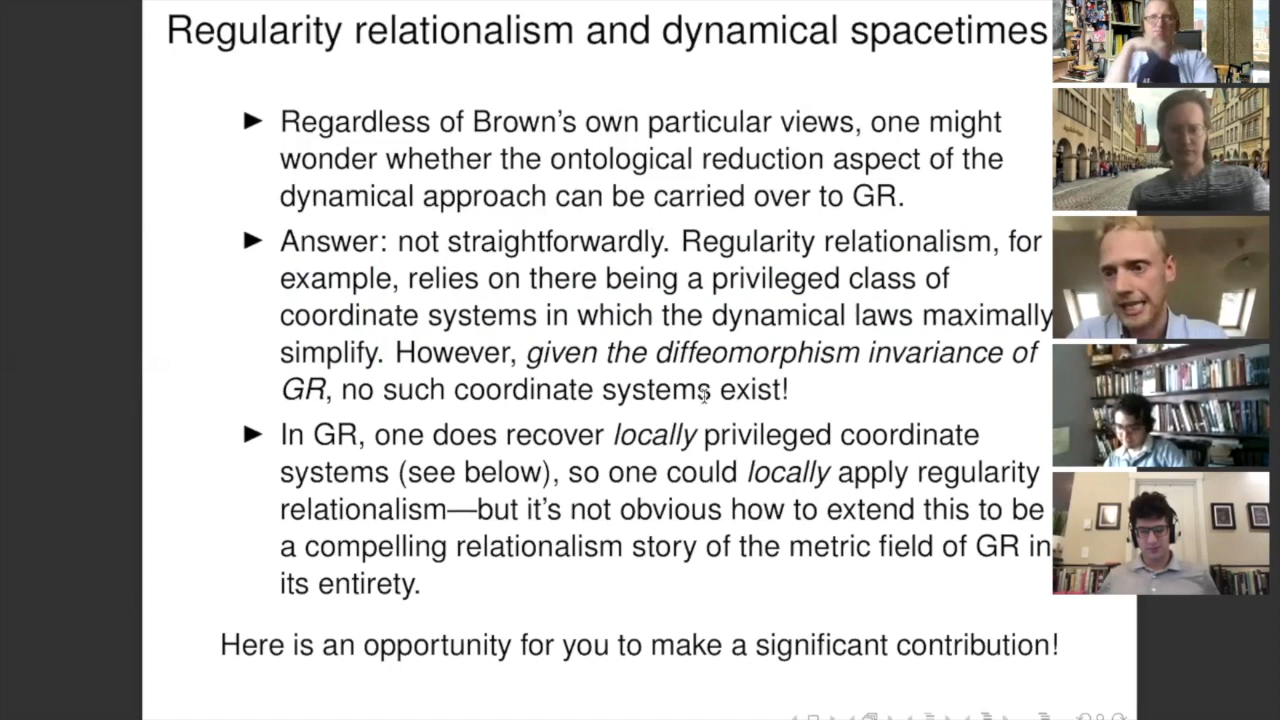 Regularity relationalism and dynamical spacetimes
► Regardless of Brown's own particular views, one might
wonder whether the ontological reduction aspect of the
dynamical approach can be carried over to GR.
► Answer: not straightforwardly. Regularity relationalism, for
example, relies on there being a privileged class of
coordinate systems in which the dynamical laws maximally
simplify. However, given the diffeomorphism invariance of
GR, no such coordinate systems exist!
► In GR, one does recover locally privileged coordinate
systems (see below), so one could locally apply regularity
relationalism—but it's not obvious how to extend this to be
a compelling relationalism story of the metric field of GR in
its entirety.
Here is an opportunity for you to make a significant contribution!